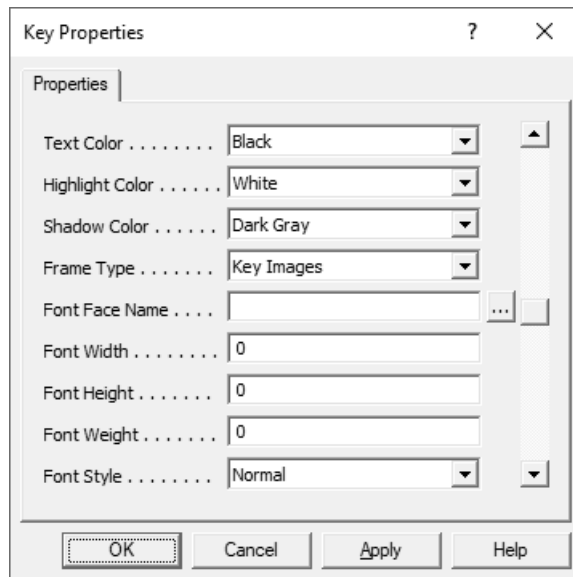 Key Properties ? X
Properties
Text Color . . . . . . . . Black
Highlight Color . . . . . . White
Shadow Color . . . . . . Dark Gray
Frame Type . . . . . . . Key Images
Font Face Name . . . . ...
Font Width . . . . . . . . 0
Font Height . . . . . . . 0
Font Weight . . . . . . . 0
Font Style . . . . . . . . Normal
OK Cancel Apply Help